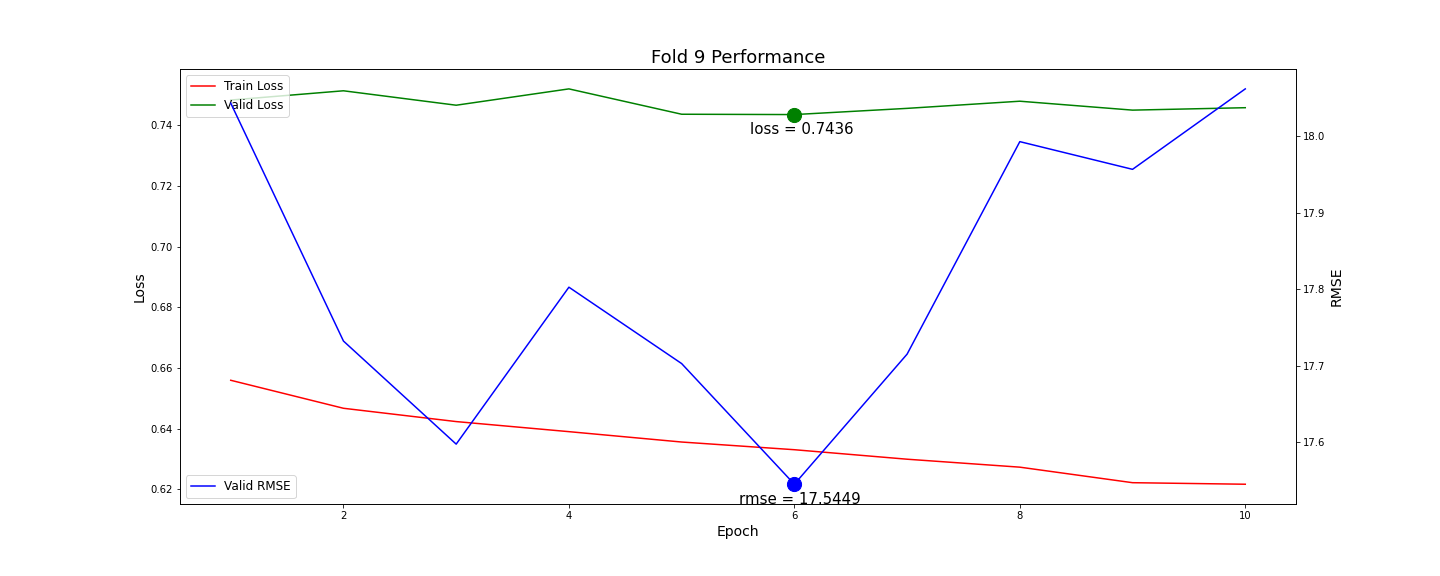 Fold 9 Performance
Train Loss
Valid Loss
loss = 0.7436
Valid RMSE
rmse = 17.5449
0.74
0.72
0.70
0.68
0.66
0.64
0.62
Loss
18.0
17.9
17.8
17.7
17.6
RMSE
2 4 6 8 10
Epoch